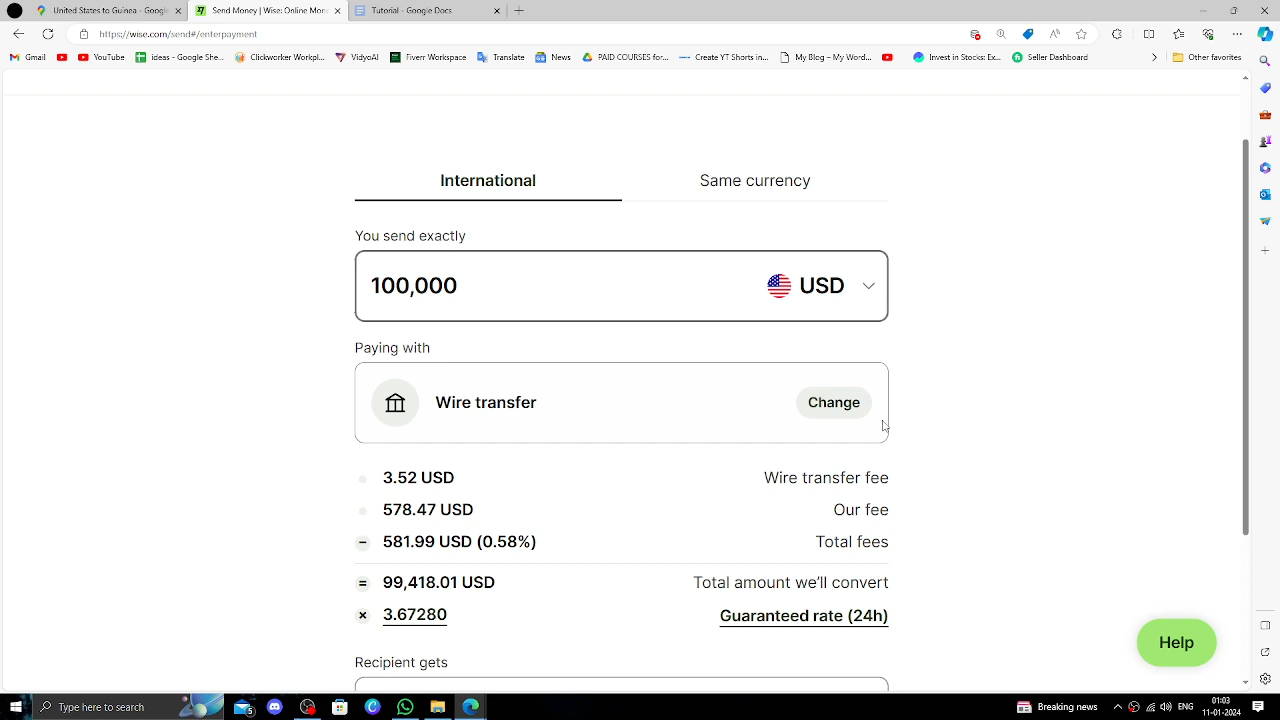 United States to Guinea - Google
Send Money | Wise: Online Mon
Tutorial - Google Docs
https://wise.com/send#/enterpayment
Gmail
YouTube
ideas - Google She...
Clickworker Workpl...
VidyoAI
Fiverr Workspace
Translate
News
PAID COURSES for...
Create YT Shorts in...
My Blog – My Word...
Invest in Stocks: Ex...
Seller Dashboard
Other favorites
International
Same currency
You send exactly
100,000
USD
Paying with
Wire transfer
Change
3.52 USD
Wire transfer fee
578.47 USD
Our fee
− 581.99 USD (0.58%)
Total fees
= 99,418.01 USD
Total amount we'll convert
× 3.67280
Guaranteed rate (24h)
Help
Recipient gets
Type here to search
5
Breaking news
ENG
01:03
11-01-2024